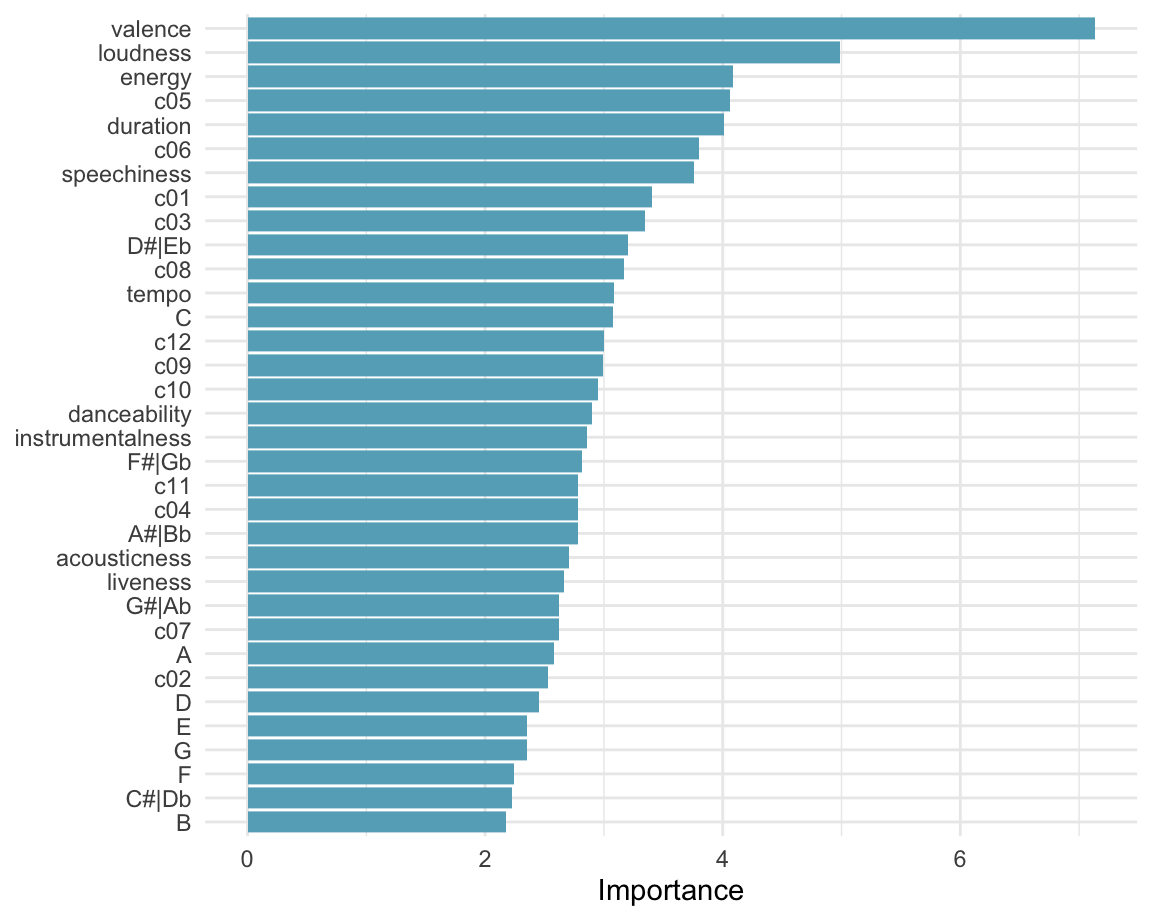 valence
loudness
energy
c05
duration
c06
speechiness
c01
c03
D#|Eb
c08
tempo
C
c12
c09
c10
danceability
instrumentalness
F#|Gb
c11
c04
A#|Bb
acousticness
liveness
G#|Ab
c07
A
c02
D
E
G
F
C#|Db
B
0 2 4 6
Importance